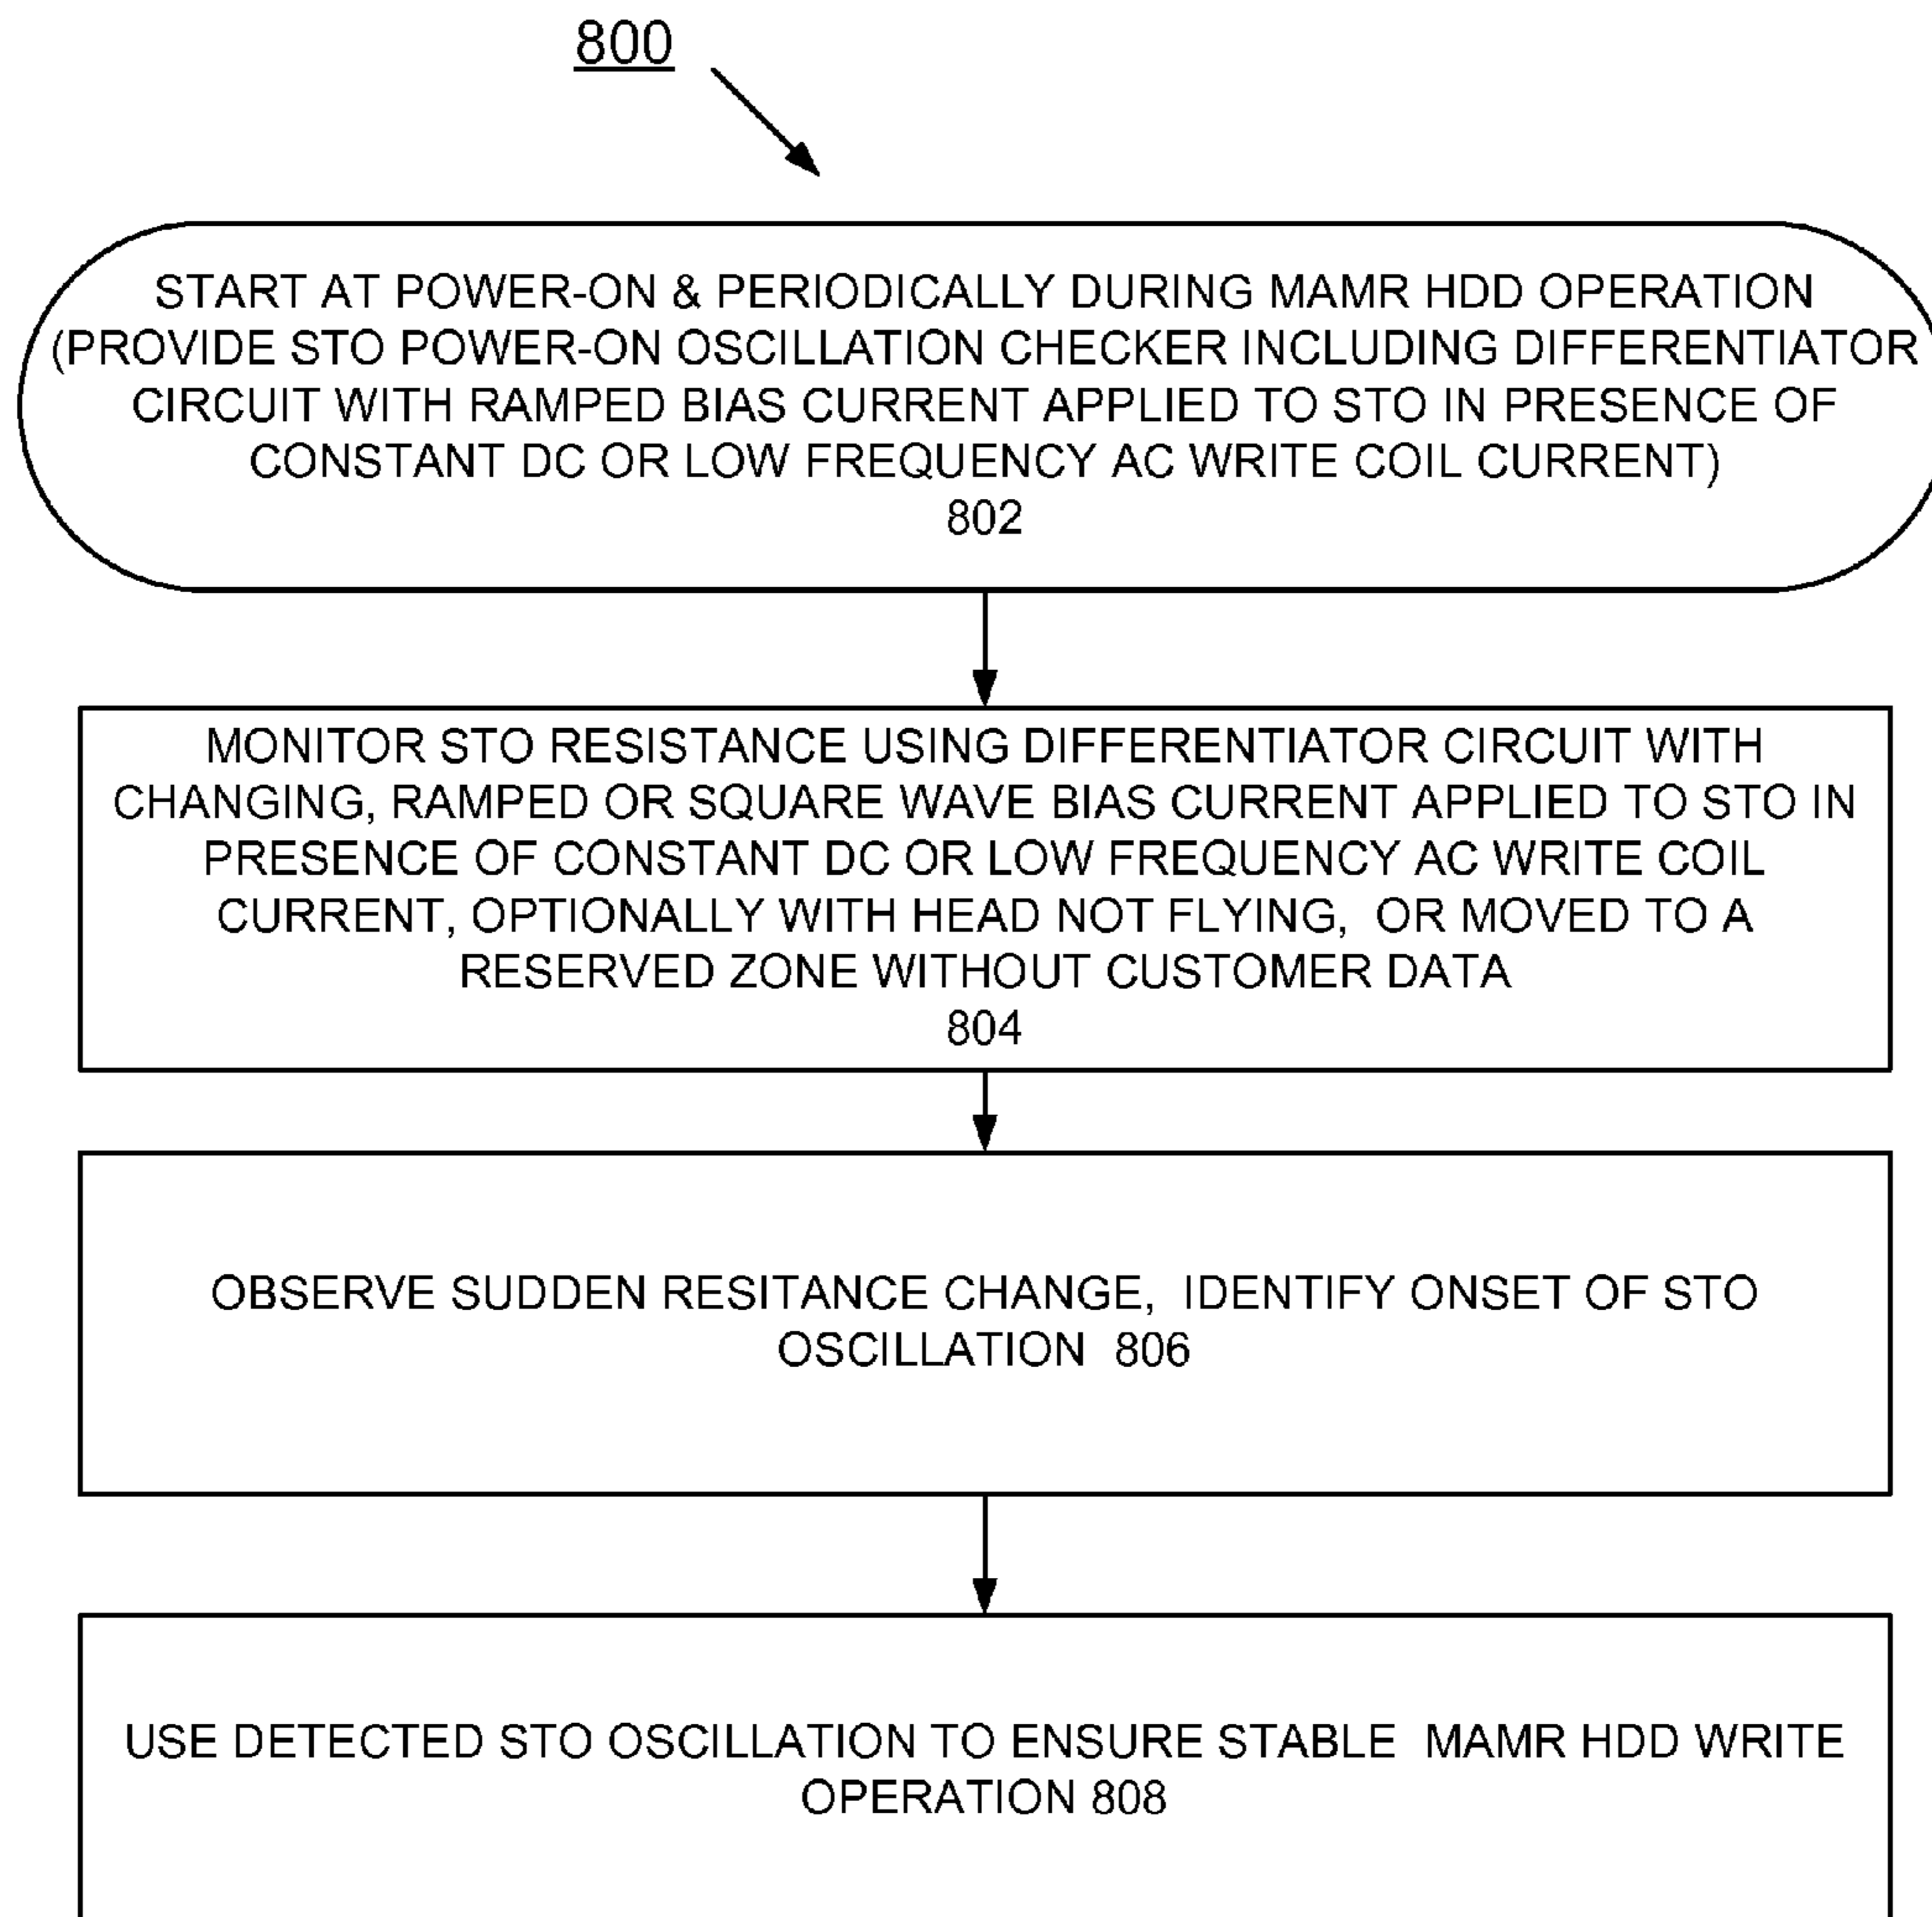 800
START AT POWER-ON & PERIODICALLY DURING MAMR HDD OPERATION
(PROVIDE STO POWER-ON OSCILLATION CHECKER INCLUDING DIFFERENTIATOR
CIRCUIT WITH RAMPED BIAS CURRENT APPLIED TO STO IN PRESENCE OF
CONSTANT DC OR LOW FREQUENCY AC WRITE COIL CURRENT)
802
MONITOR STO RESISTANCE USING DIFFERENTIATOR CIRCUIT WITH
CHANGING, RAMPED OR SQUARE WAVE BIAS CURRENT APPLIED TO STO IN
PRESENCE OF CONSTANT DC OR LOW FREQUENCY AC WRITE COIL
CURRENT, OPTIONALLY WITH HEAD NOT FLYING, OR MOVED TO A
RESERVED ZONE WITHOUT CUSTOMER DATA
804
OBSERVE SUDDEN RESITANCE CHANGE, IDENTIFY ONSET OF STO
OSCILLATION 806
USE DETECTED STO OSCILLATION TO ENSURE STABLE MAMR HDD WRITE
OPERATION 808